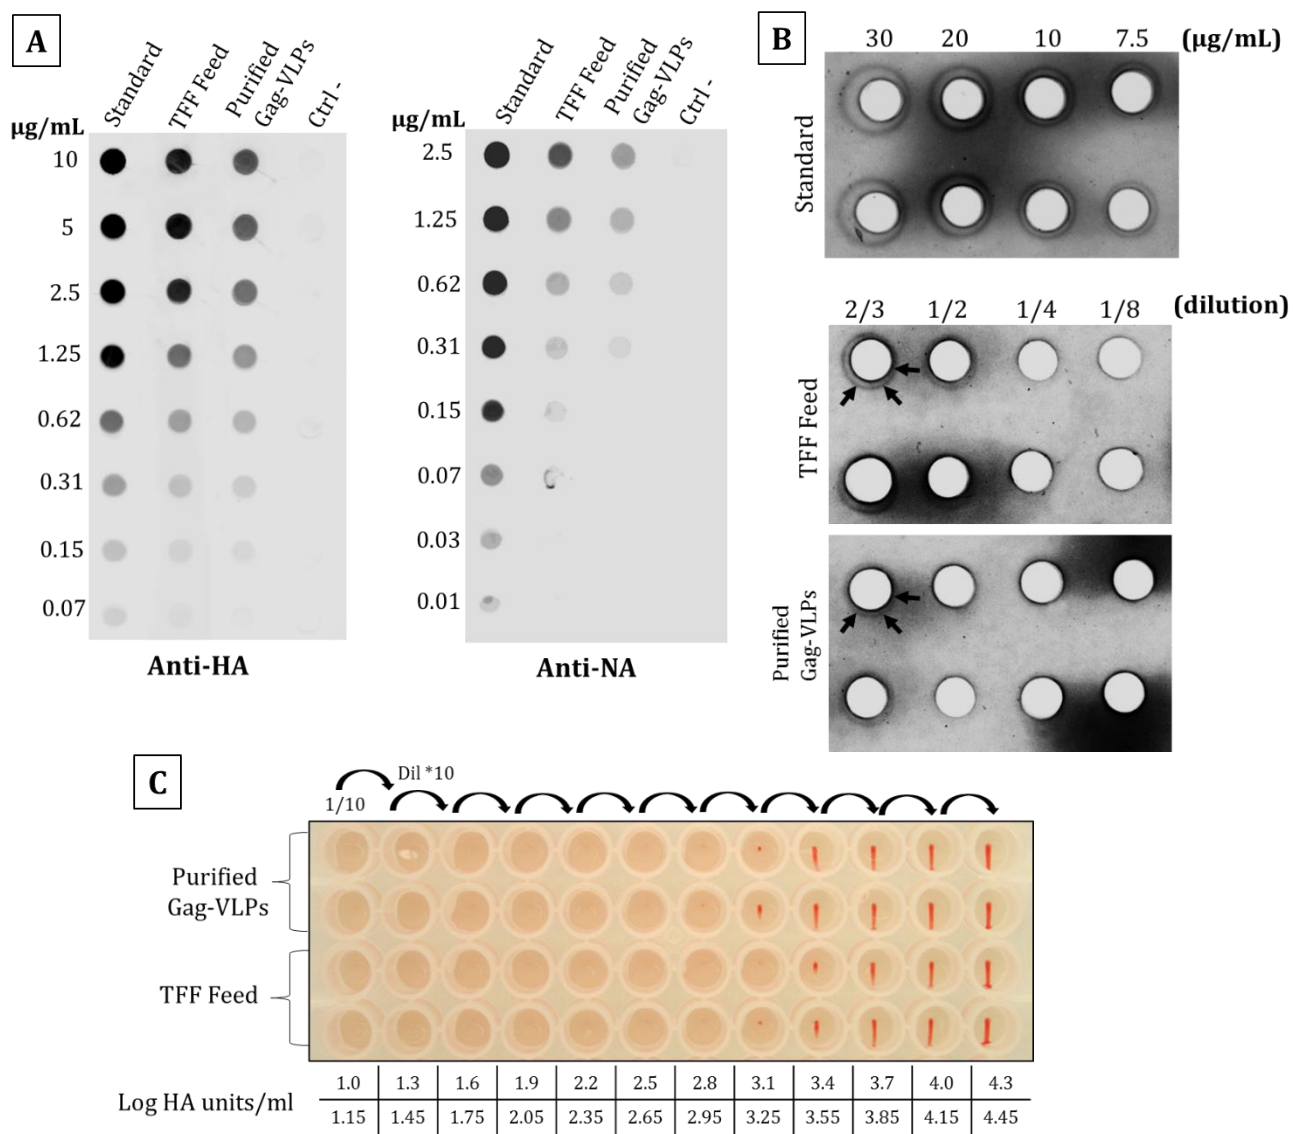 A
Standard
TFF Feed
Purified
Gag-VLPs
Ctrl -
µg/mL
10
5
2.5
1.25
0.62
0.31
0.15
0.07
Anti-HA
Standard
TFF Feed
Purified
Gag-VLPs
Ctrl -
µg/mL
2.5
1.25
0.62
0.31
0.15
0.07
0.03
0.01
Anti-NA
B
30 20 10 7.5 (µg/mL)
Standard
2/3 1/2 1/4 1/8 (dilution)
TFF Feed
Purified
Gag-VLPs
C
Dil *10
1/10
Purified
Gag-VLPs
TFF Feed
Log HA units/ml
1.0 1.3 1.6 1.9 2.2 2.5 2.8 3.1 3.4 3.7 4.0 4.3
1.15 1.45 1.75 2.05 2.35 2.65 2.95 3.25 3.55 3.85 4.15 4.45